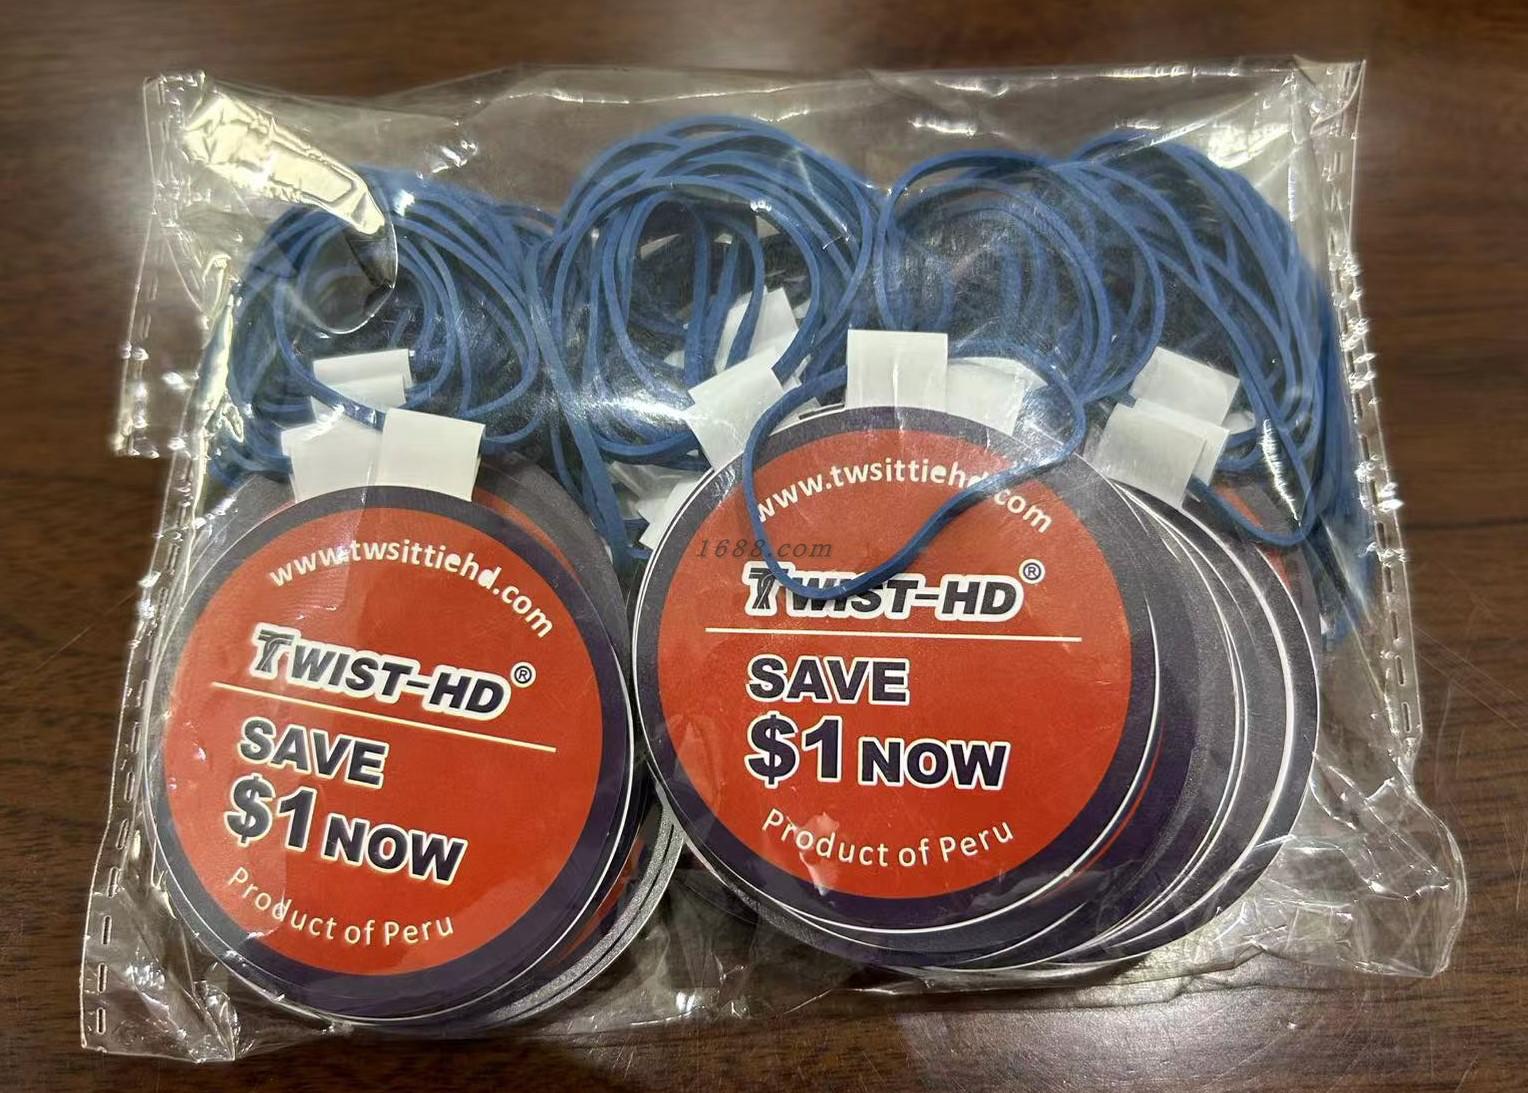 www.twsittiehd.com
TWIST-HD®
SAVE
$1 NOW
Product of Peru
www.twsittiehd.com
1688.com
TWIST-HD®
SAVE
$1 NOW
Product of Peru